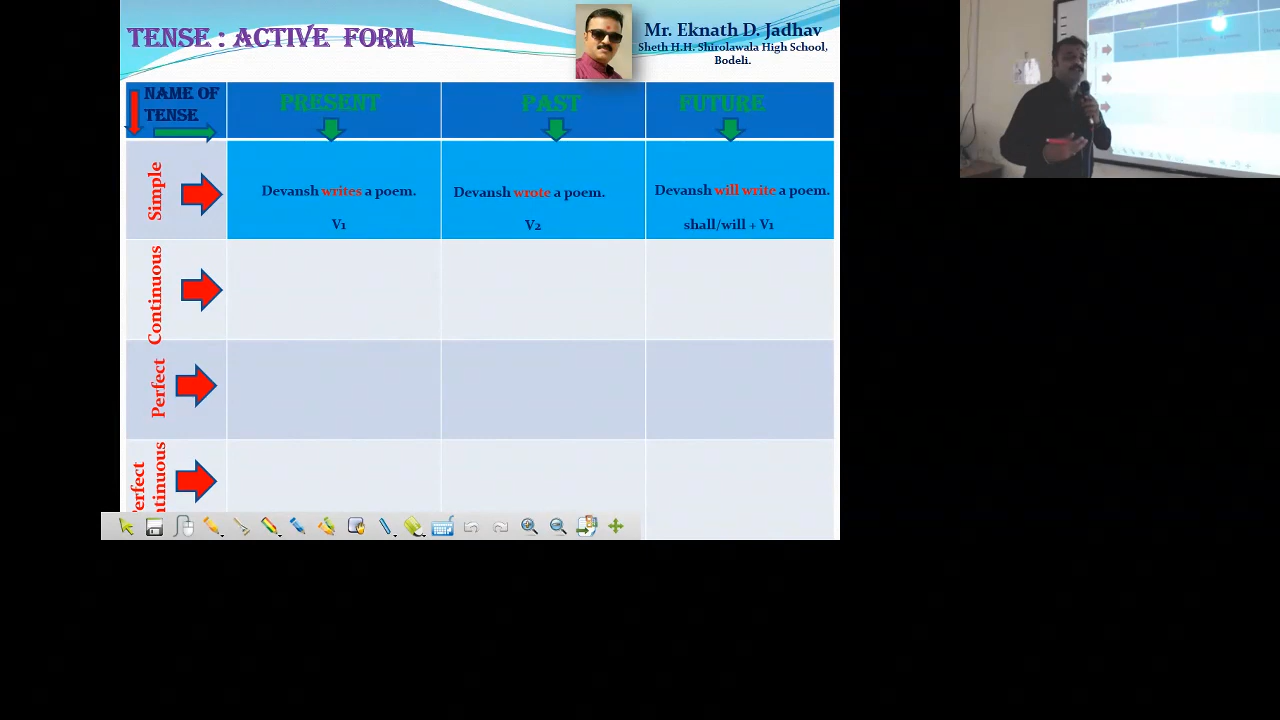 TENSE : ACTIVE FORM
Mr. Eknath D. Jadhav
Sheth H.H. Shirolawala High School,
Bodeli.
NAME OF
TENSE
PRESENT
PAST
FUTURE
Simple
Devansh writes a poem.
V1
Devansh wrote a poem.
V2
Devansh will write a poem.
shall/will + V1
Continuous
Perfect